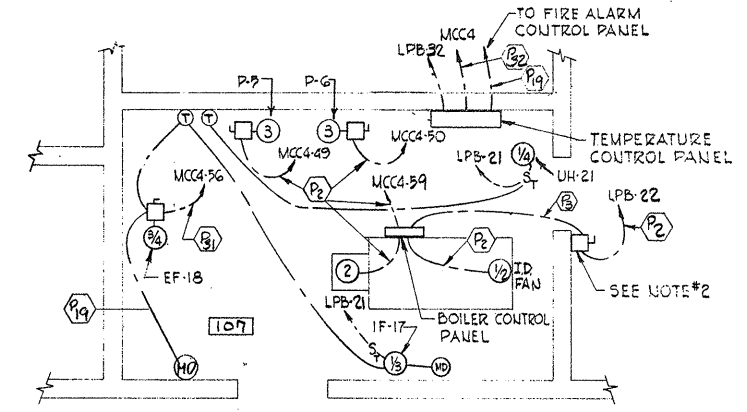 TO FIRE ALARM
CONTROL PANEL
MCC4
LPB-32
P32
P19
P-5
P-6
T
T
3
3
MCC4-49
MCC4-50
TEMPERATURE
CONTROL PANEL
LPB-21
1/4
ST
UH-21
MCC4-56
P2
MCC4-59
P3
LPB-22
P2
P31
3/4
EF-18
P2
2
1/2
I.D.
FAN
SEE NOTE #2
P19
107
LPB-21
IF-17
BOILER CONTROL
PANEL
ST
1/3
MD
MD